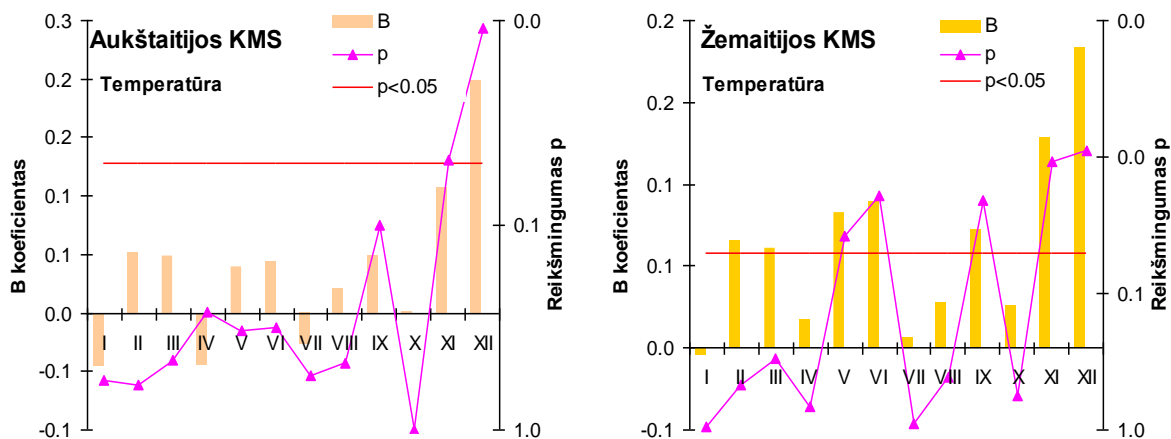 Aukštaitijos KMS
Temperatūra
B
p
p<0.05
B koeficientas
Reikšmingumas p
0.3
0.2
0.2
0.1
0.1
0.0
-0.1
-0.1
0.0
0.1
1.0
I II III IV V VI VII VIII IX X XI XII
Žemaitijos KMS
Temperatūra
B
p
p<0.05
B koeficientas
Reikšmingumas p
0.2
0.2
0.1
0.1
0.0
-0.1
0.0
0.0
0.1
1.0
I II III IV V VI VII VIII IX X XI XII